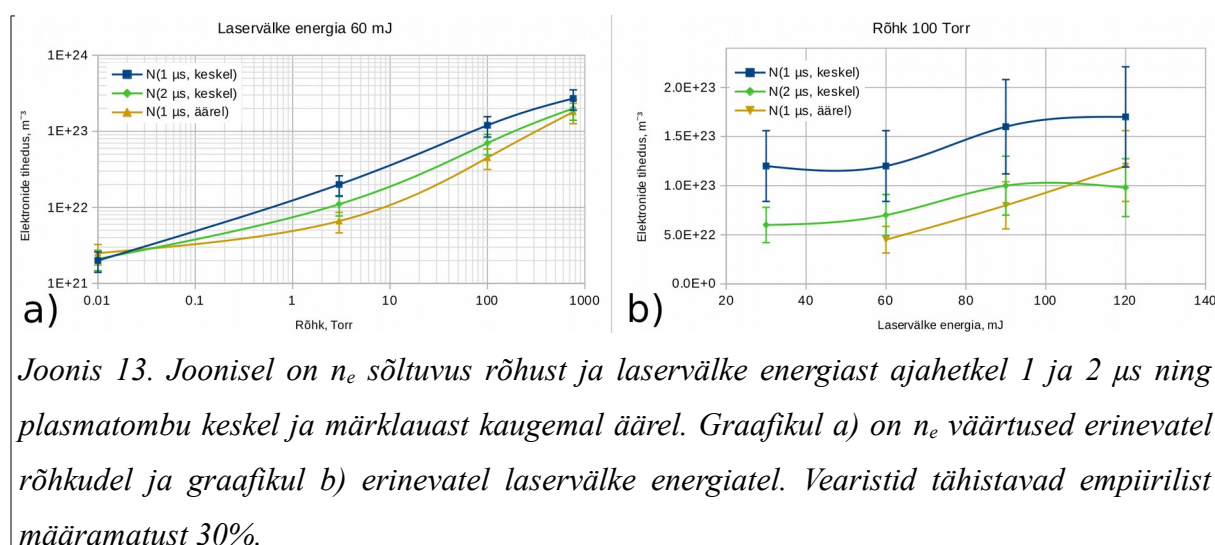 Laservälke energia 60 mJ
1E+24
1E+23
1E+22
1E+21
N(1 µs, keskel)
N(2 µs, keskel)
N(1 µs, äärel)
Elektronide tihedus, m⁻³
0.01 0.1 1 10 100 1000
Rõhk, Torr
a)
Rõhk 100 Torr
2.0E+23
1.5E+23
1.0E+23
5.0E+22
0.0E+0
N(1 µs, keskel)
N(2 µs, keskel)
N(1 µs, äärel)
Elektronide tihedus, m⁻³
20 40 60 80 100 120 140
Laservälke energia, mJ
b)
Joonis 13. Joonisel on nₑ sõltuvus rõhust ja laservälke energiast ajahetkel 1 ja 2 µs ning
plasmatombu keskel ja märklauast kaugemal äärel. Graafikul a) on nₑ väärtused erinevatel
rõhkudel ja graafikul b) erinevatel laservälke energiatel. Vearistid tähistavad empiirilist
määramatust 30%.